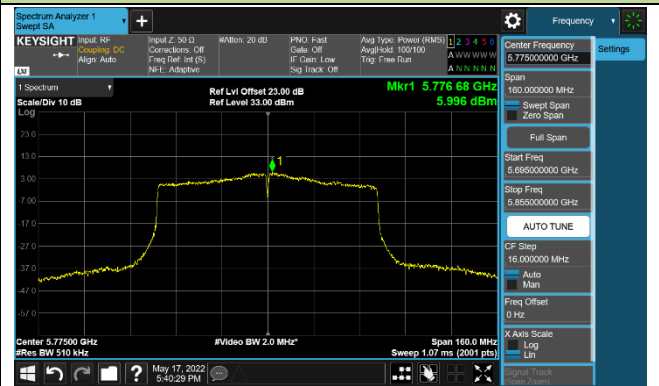 Spectrum Analyzer 1
Swept SA
Frequency
KEYSIGHT
Input: RF
Coupling: DC
Align: Auto
Input Z: 50 Ω
Corrections: Off
Freq Ref: Int (S)
NFE: Adaptive
#Atten: 20 dB
PNO: Fast
Gate: Off
IF Gain: Low
Sig Track: Off
Avg Type: Power (RMS)
Avg|Hold: 100/100
Trig: Free Run
1 2 3 4 5 6
A W W W W W
A N N N N N
LXI
1 Spectrum
Scale/Div 10 dB
Log
Ref Lvl Offset 23.00 dB
Ref Level 33.00 dBm
Mkr1 5.776 68 GHz
5.996 dBm
1
23.0
13.0
3.00
-7.00
-17.0
-27.0
-37.0
-47.0
-57.0
Center 5.77500 GHz
#Res BW 510 kHz
#Video BW 2.0 MHz*
Span 160.0 MHz
Sweep 1.07 ms (2001 pts)
May 17, 2022
5:40:29 PM
Center Frequency
5.775000000 GHz
Settings
Span
160.000000 MHz
Swept Span
Zero Span
Full Span
Start Freq
5.695000000 GHz
Stop Freq
5.855000000 GHz
AUTO TUNE
CF Step
16.000000 MHz
Auto
Man
Freq Offset
0 Hz
X Axis Scale
Log
Lin
Signal Track
(Span Zoom)